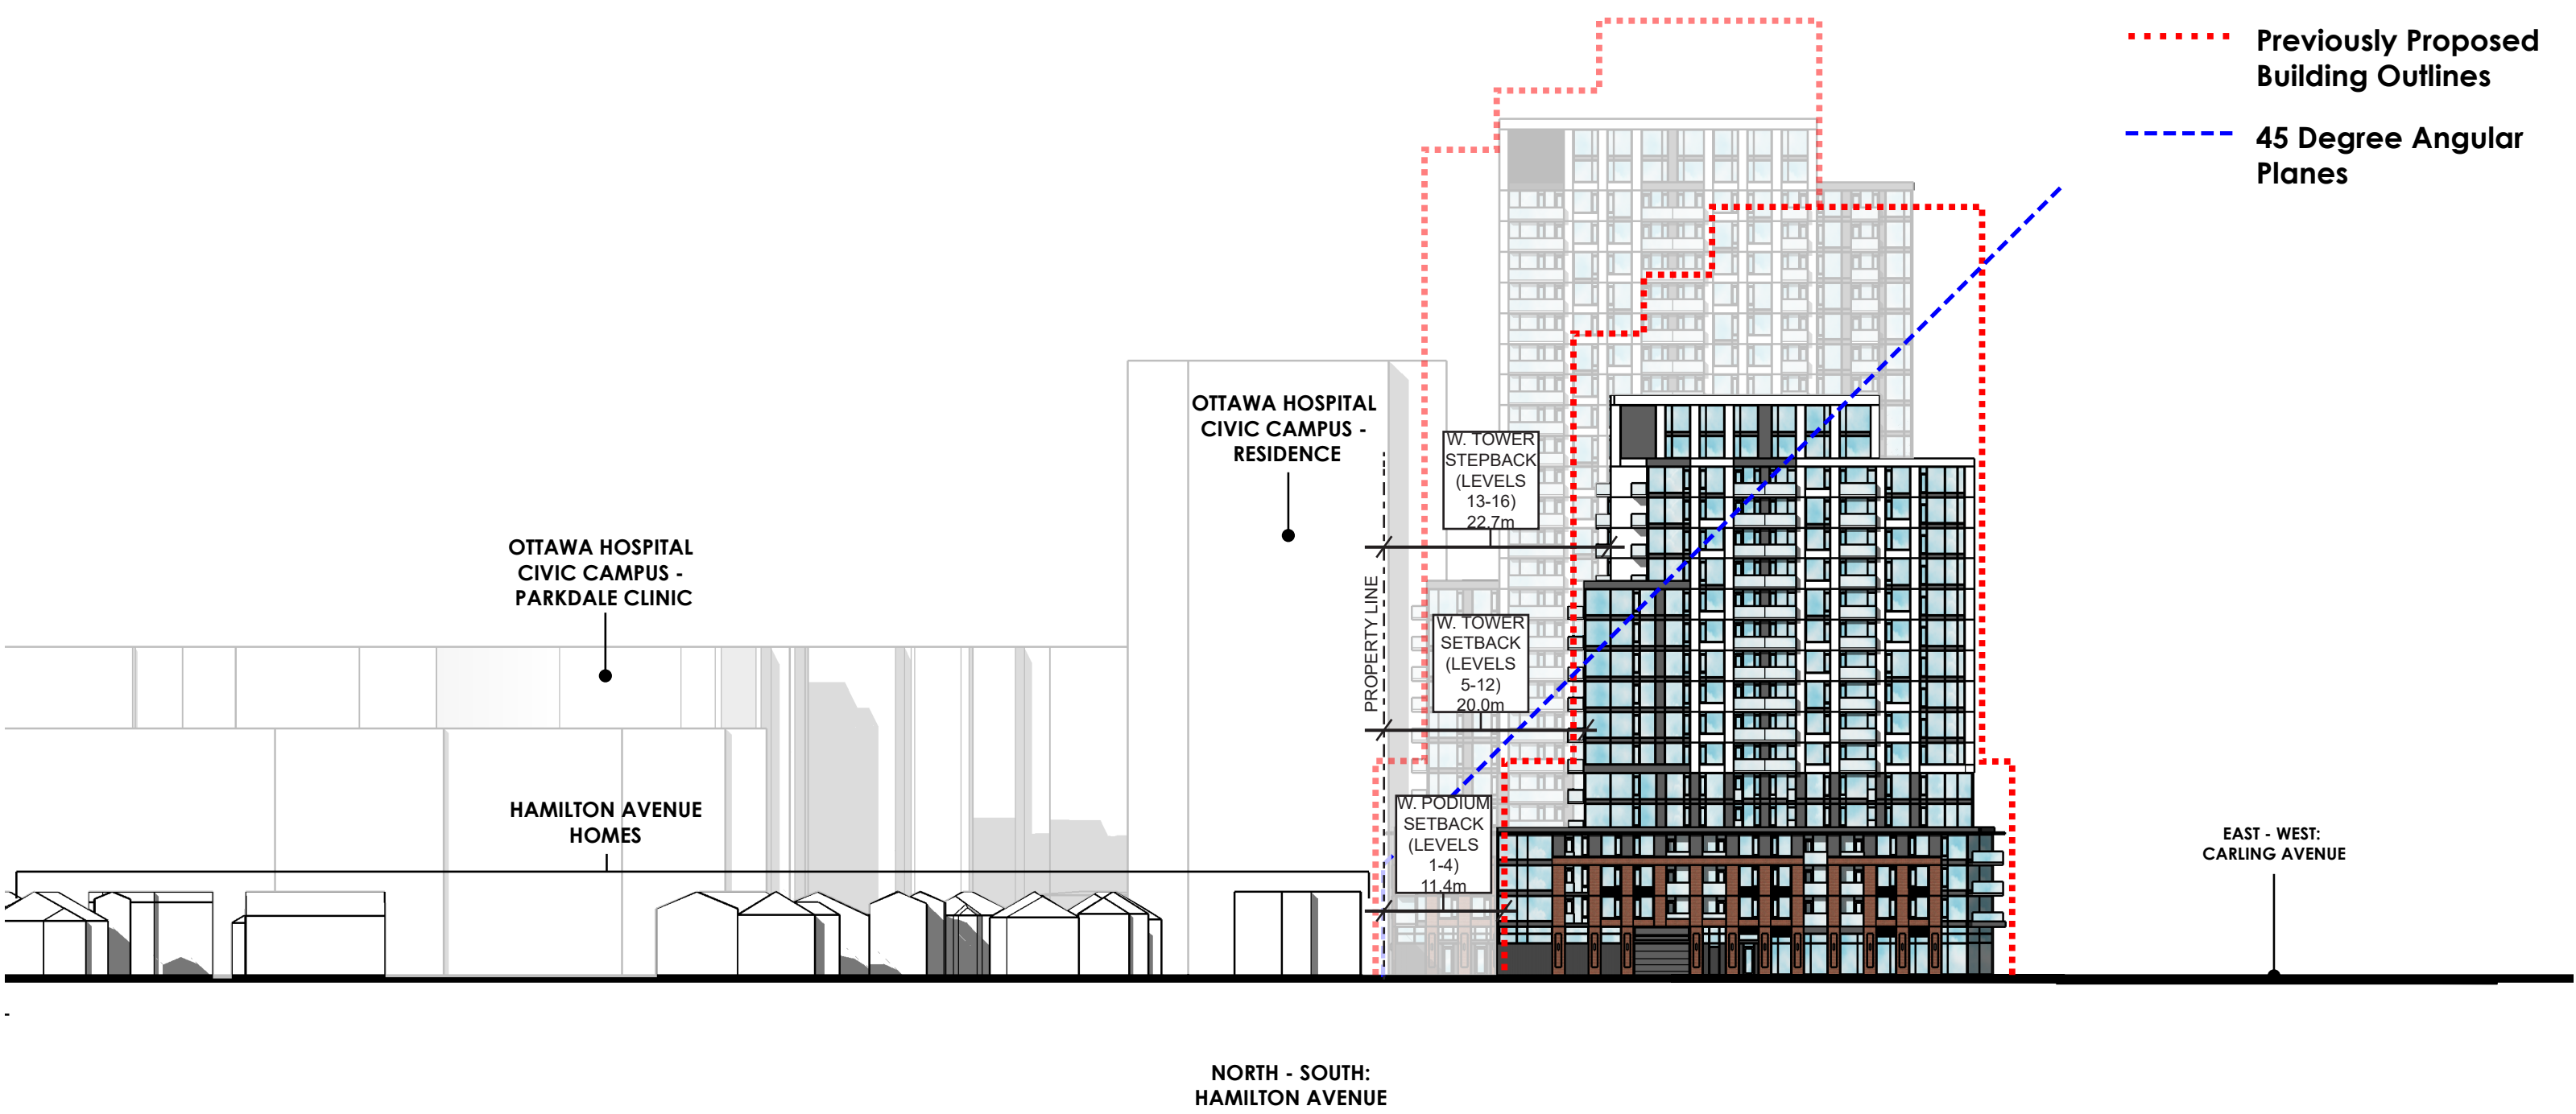 Previously Proposed
Building Outlines
45 Degree Angular
Planes
OTTAWA HOSPITAL
CIVIC CAMPUS -
RESIDENCE
W. TOWER
STEPBACK
(LEVELS
13-16)
22.7m
OTTAWA HOSPITAL
CIVIC CAMPUS -
PARKDALE CLINIC
PROPERTY LINE
W. TOWER
SETBACK
(LEVELS
5-12)
20.0m
HAMILTON AVENUE
HOMES
W. PODIUM
SETBACK
(LEVELS
1-4)
11.4m
EAST - WEST:
CARLING AVENUE
-
NORTH - SOUTH:
HAMILTON AVENUE